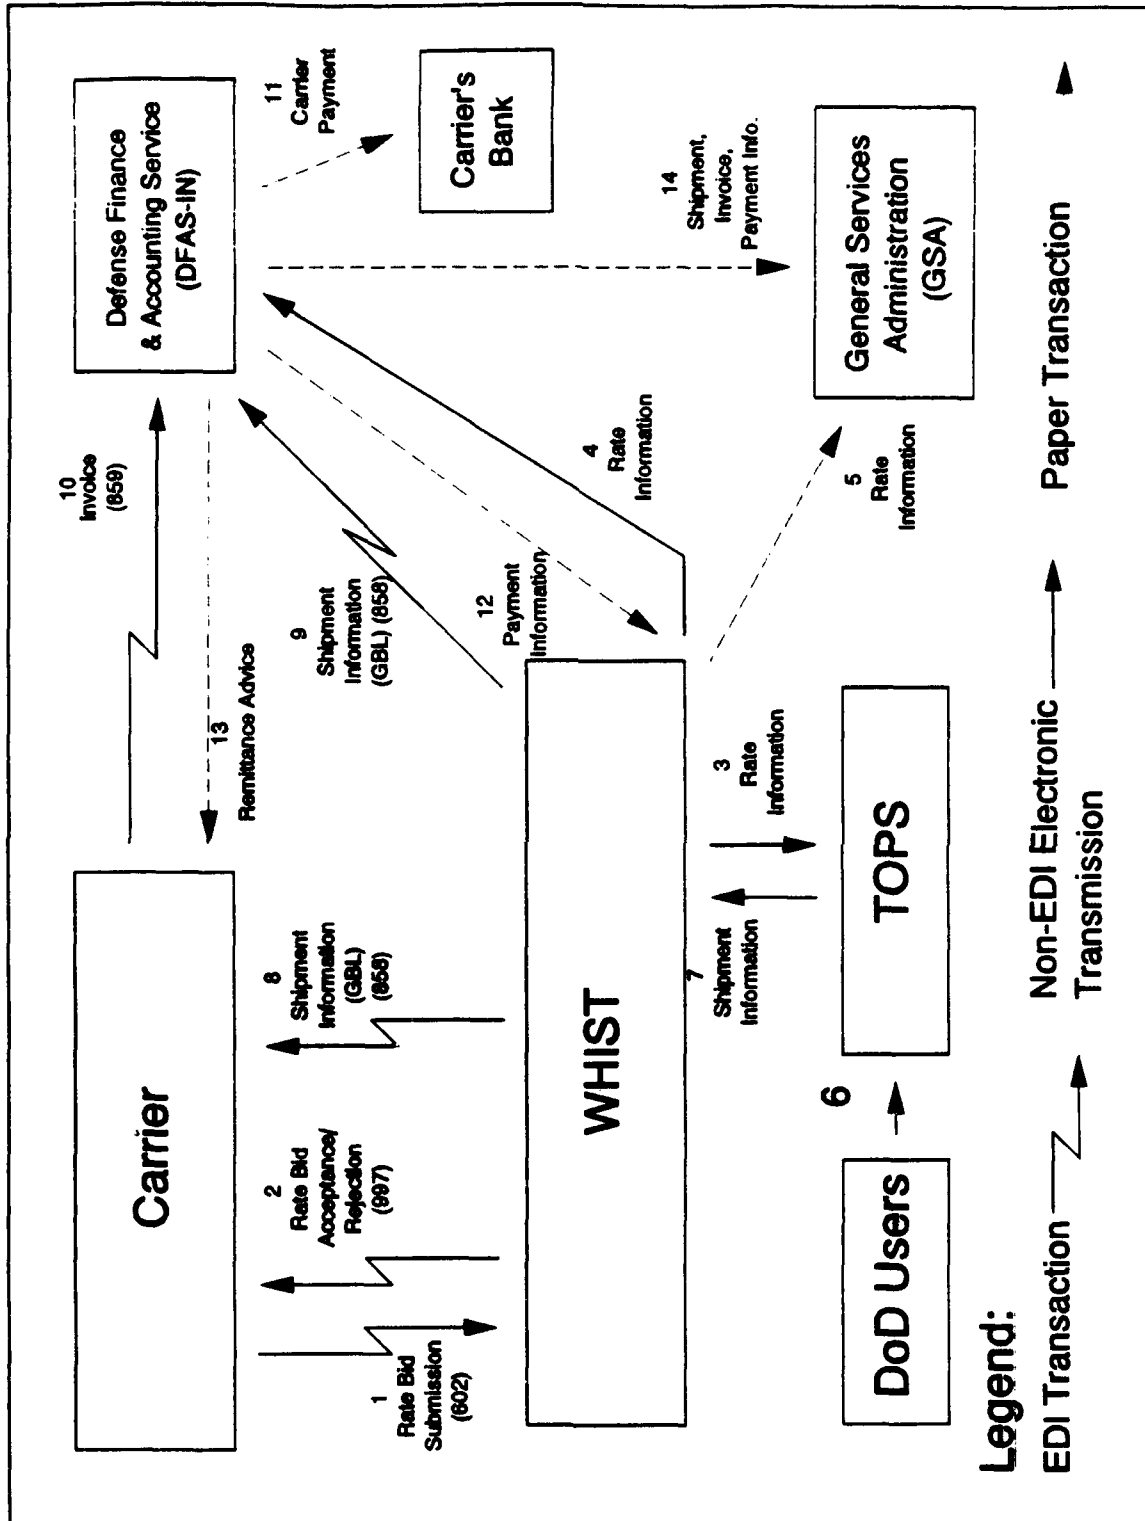 Carrier
10
Invoice
(859)
Defense Finance
& Accounting Service
(DFAS-IN)
13
Remittance Advice
11
Carrier
Payment
Carrier's
Bank
1
Rate Bid
Submission
(602)
2
Rate Bid
Acceptance/
Rejection
(997)
8
Shipment
Information
(GBL)
(858)
9
Shipment
Information
(GBL) (858)
12
Payment
Information
4
Rate
Information
14
Shipment,
Invoice,
Payment Info.
WHIST
7
Shipment
Information
3
Rate
Information
5
Rate
Information
General Services
Administration
(GSA)
DoD Users
6
TOPS
Legend:
EDI Transaction
Non-EDI Electronic
Transmission
Paper Transaction